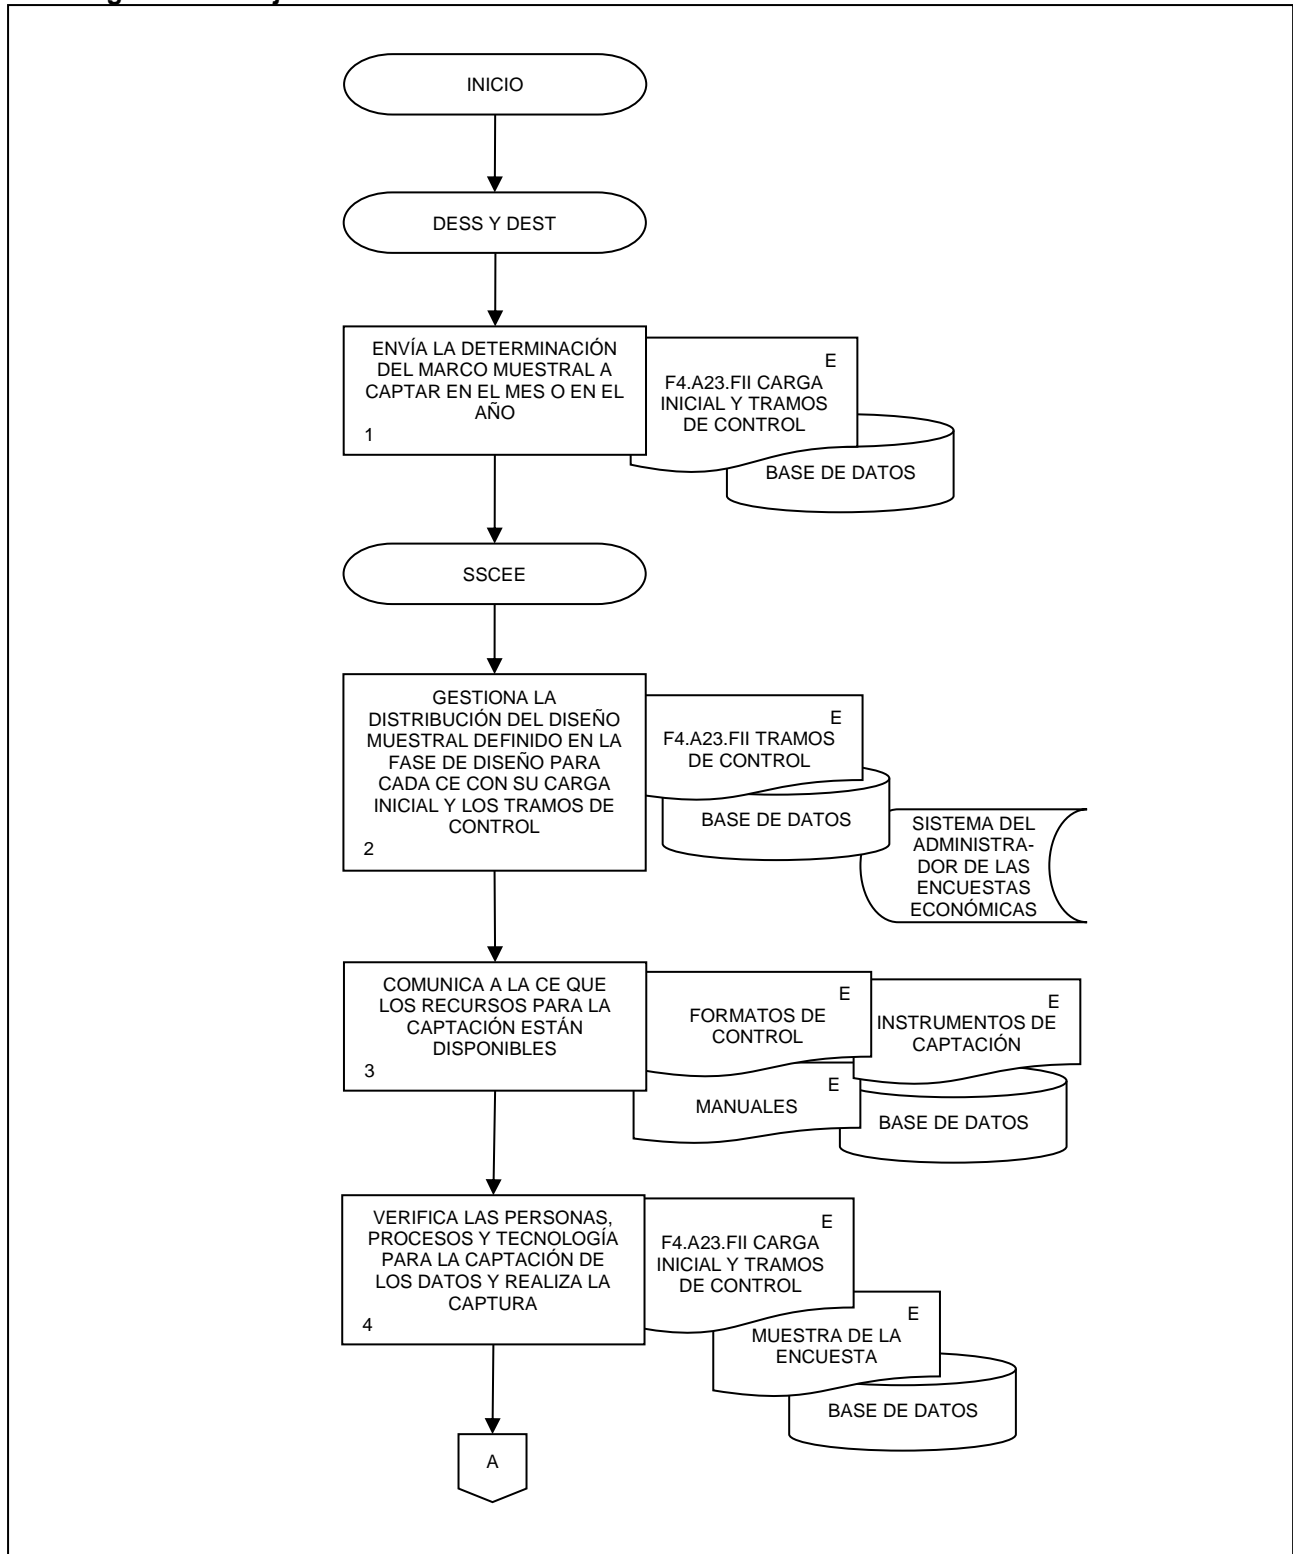 INICIO
DESS Y DEST
ENVÍA LA DETERMINACIÓN
DEL MARCO MUESTRAL A
CAPTAR EN EL MES O EN EL
AÑO
1
E
F4.A23.FII CARGA
INICIAL Y TRAMOS
DE CONTROL
BASE DE DATOS
SSCEE
GESTIONA LA
DISTRIBUCIÓN DEL DISEÑO
MUESTRAL DEFINIDO EN LA
FASE DE DISEÑO PARA
CADA CE CON SU CARGA
INICIAL Y LOS TRAMOS DE
CONTROL
2
E
F4.A23.FII TRAMOS
DE CONTROL
BASE DE DATOS
SISTEMA DEL
ADMINISTRA-
DOR DE LAS
ENCUESTAS
ECONÓMICAS
COMUNICA A LA CE QUE
LOS RECURSOS PARA LA
CAPTACIÓN ESTÁN
DISPONIBLES
3
E
FORMATOS DE
CONTROL
E
INSTRUMENTOS DE
CAPTACIÓN
E
MANUALES
BASE DE DATOS
VERIFICA LAS PERSONAS,
PROCESOS Y TECNOLOGÍA
PARA LA CAPTACIÓN DE
LOS DATOS Y REALIZA LA
CAPTURA
4
E
F4.A23.FII CARGA
INICIAL Y TRAMOS
DE CONTROL
E
MUESTRA DE LA
ENCUESTA
BASE DE DATOS
A